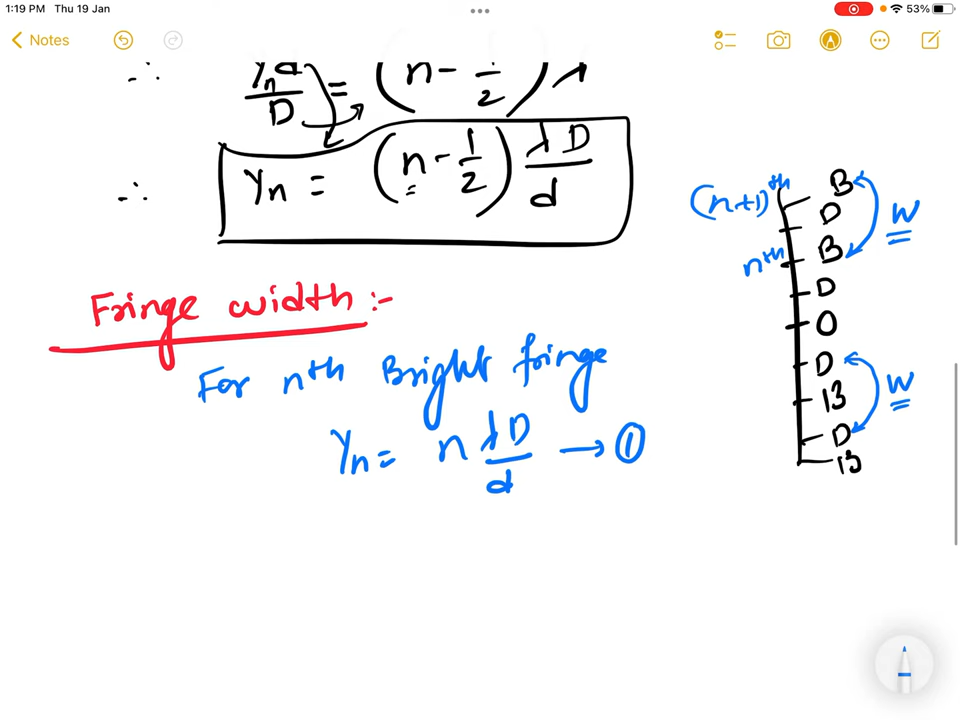 1:19 PM Thu 19 Jan
53%
Notes
∴ Yₙd/D = (n - 1/2) λ
∴ Yₙ = (n - 1/2) λD/d
Fringe width :-
For nth Bright fringe
Yₙ = n λD/d → ①
(n+1)th B
D
nth B
W
D
O
D
B
W
D
B